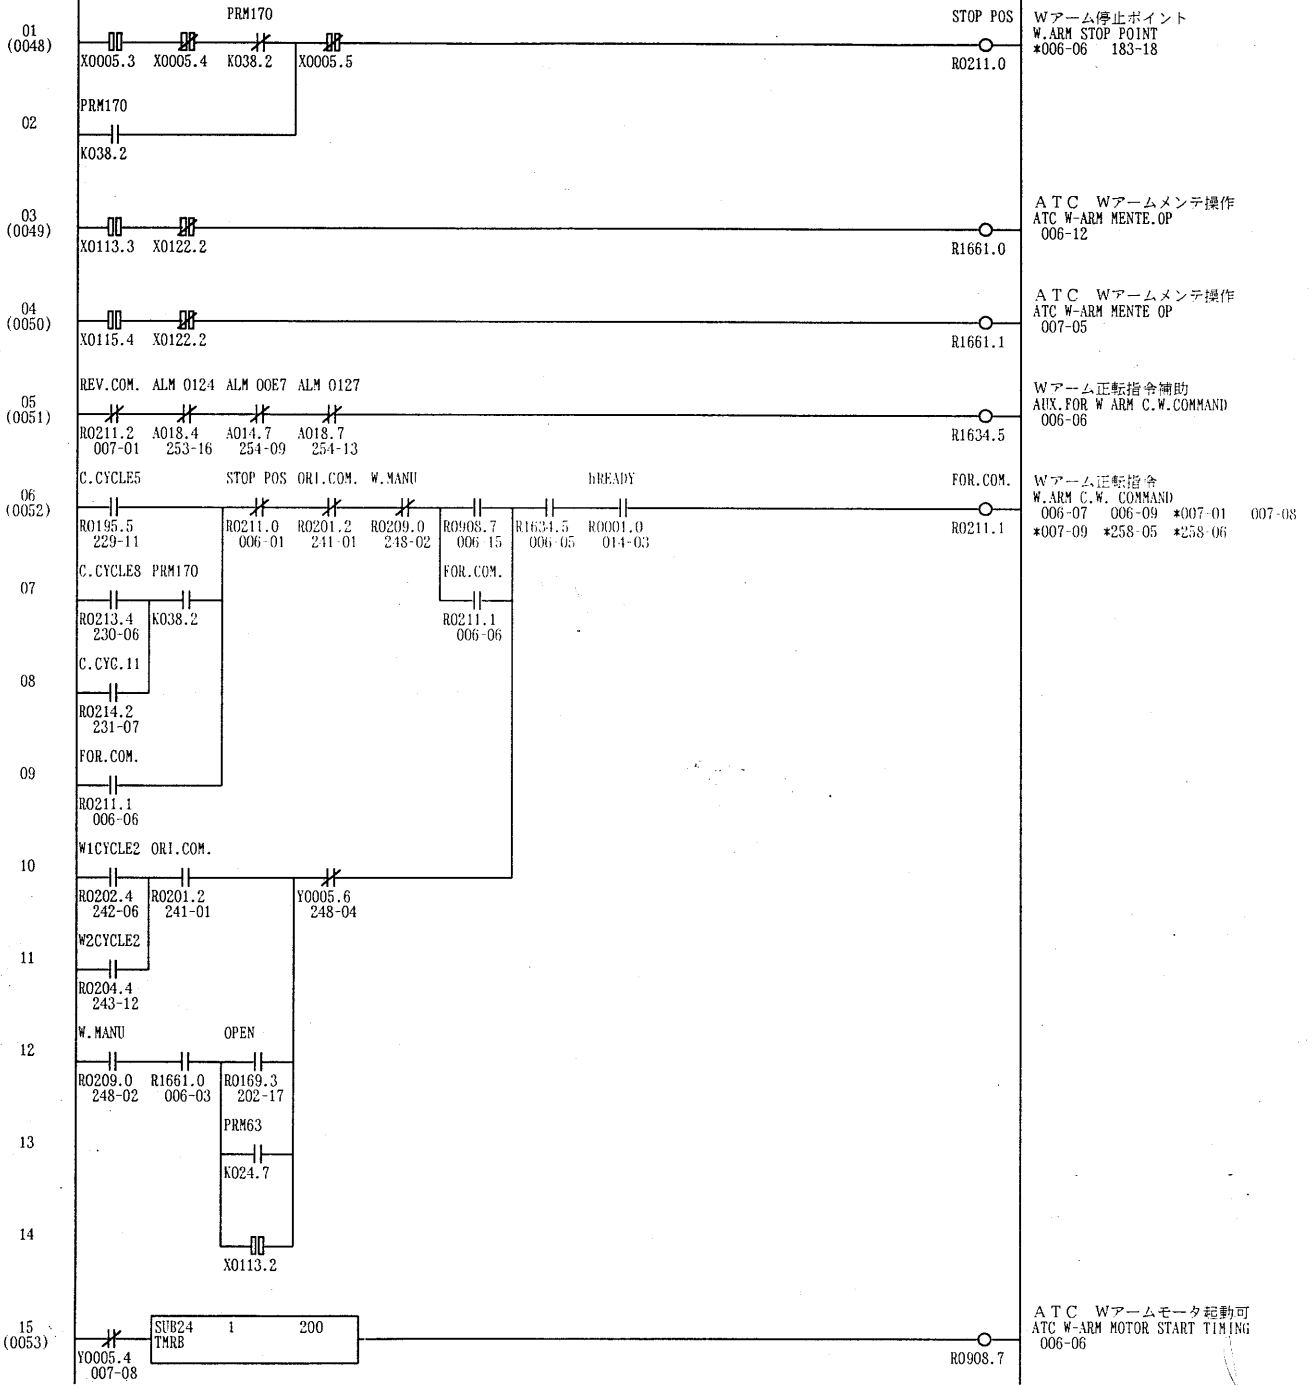 PRM170 STOP POS Wアーム停止ポイント
01 W.ARM STOP POINT
(0048) *006-06 183-18
X0005.3 X0005.4 K038.2 X0005.5 R0211.0
PRM170
02
K038.2
03 ATC Wアームメンテ操作
(0049) ATC W-ARM MENTE.OP
006-12
X0113.3 X0122.2 R1661.0
04 ATC Wアームメンテ操作
(0050) ATC W-ARM MENTE OP
007-05
X0115.4 X0122.2 R1661.1
REV.COM. ALM 0124 ALM 00E7 ALM 0127 Wアーム正転指令補助
05 AUX.FOR W ARM C.W.COMMAND
(0051) 006-06
R0211.2 A018.4 A014.7 A018.7 R1634.5
007-01 253-16 254-09 254-13
C.CYCLE5 STOP POS ORI.COM. W.MANU hREADY FOR.COM. Wアーム正転指令
06 W.ARM C.W. COMMAND
(0052) 006-07 006-09 *007-01 007-08
R0195.5 R0211.0 R0201.2 R0209.0 R0908.7 R1634.5 R0001.0 R0211.1 *007-09 *258-05 *258-06
229-11 006-01 241-01 248-02 006-15 006-05 014-03
C.CYCLE8 PRM170 FOR.COM.
07
R0213.4 K038.2 R0211.1
230-06 006-06
C.CYC.11
08
R0214.2
231-07
FOR.COM.
09
R0211.1
006-06
W1CYCLE2 ORI.COM.
10
R0202.4 R0201.2 Y0005.6
242-06 241-01 248-04
W2CYCLE2
11
R0204.4
243-12
W.MANU OPEN
12
R0209.0 R1661.0 R0169.3
248-02 006-03 202-17
PRM63
13
K024.7
14
X0113.2
15 SUB24 1 200 ATC Wアームモータ起動可
(0053) TMRB ATC W-ARM MOTOR START TIMING
006-06
Y0005.4 R0908.7
007-08